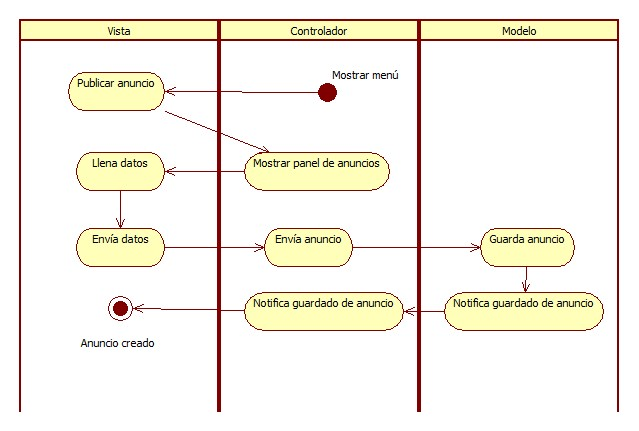 Vista
Controlador
Modelo
Mostrar menú
Publicar anuncio
Llena datos
Mostrar panel de anuncios
Envía datos
Envía anuncio
Guarda anuncio
Notifica guardado de anuncio
Notifica guardado de anuncio
Anuncio creado